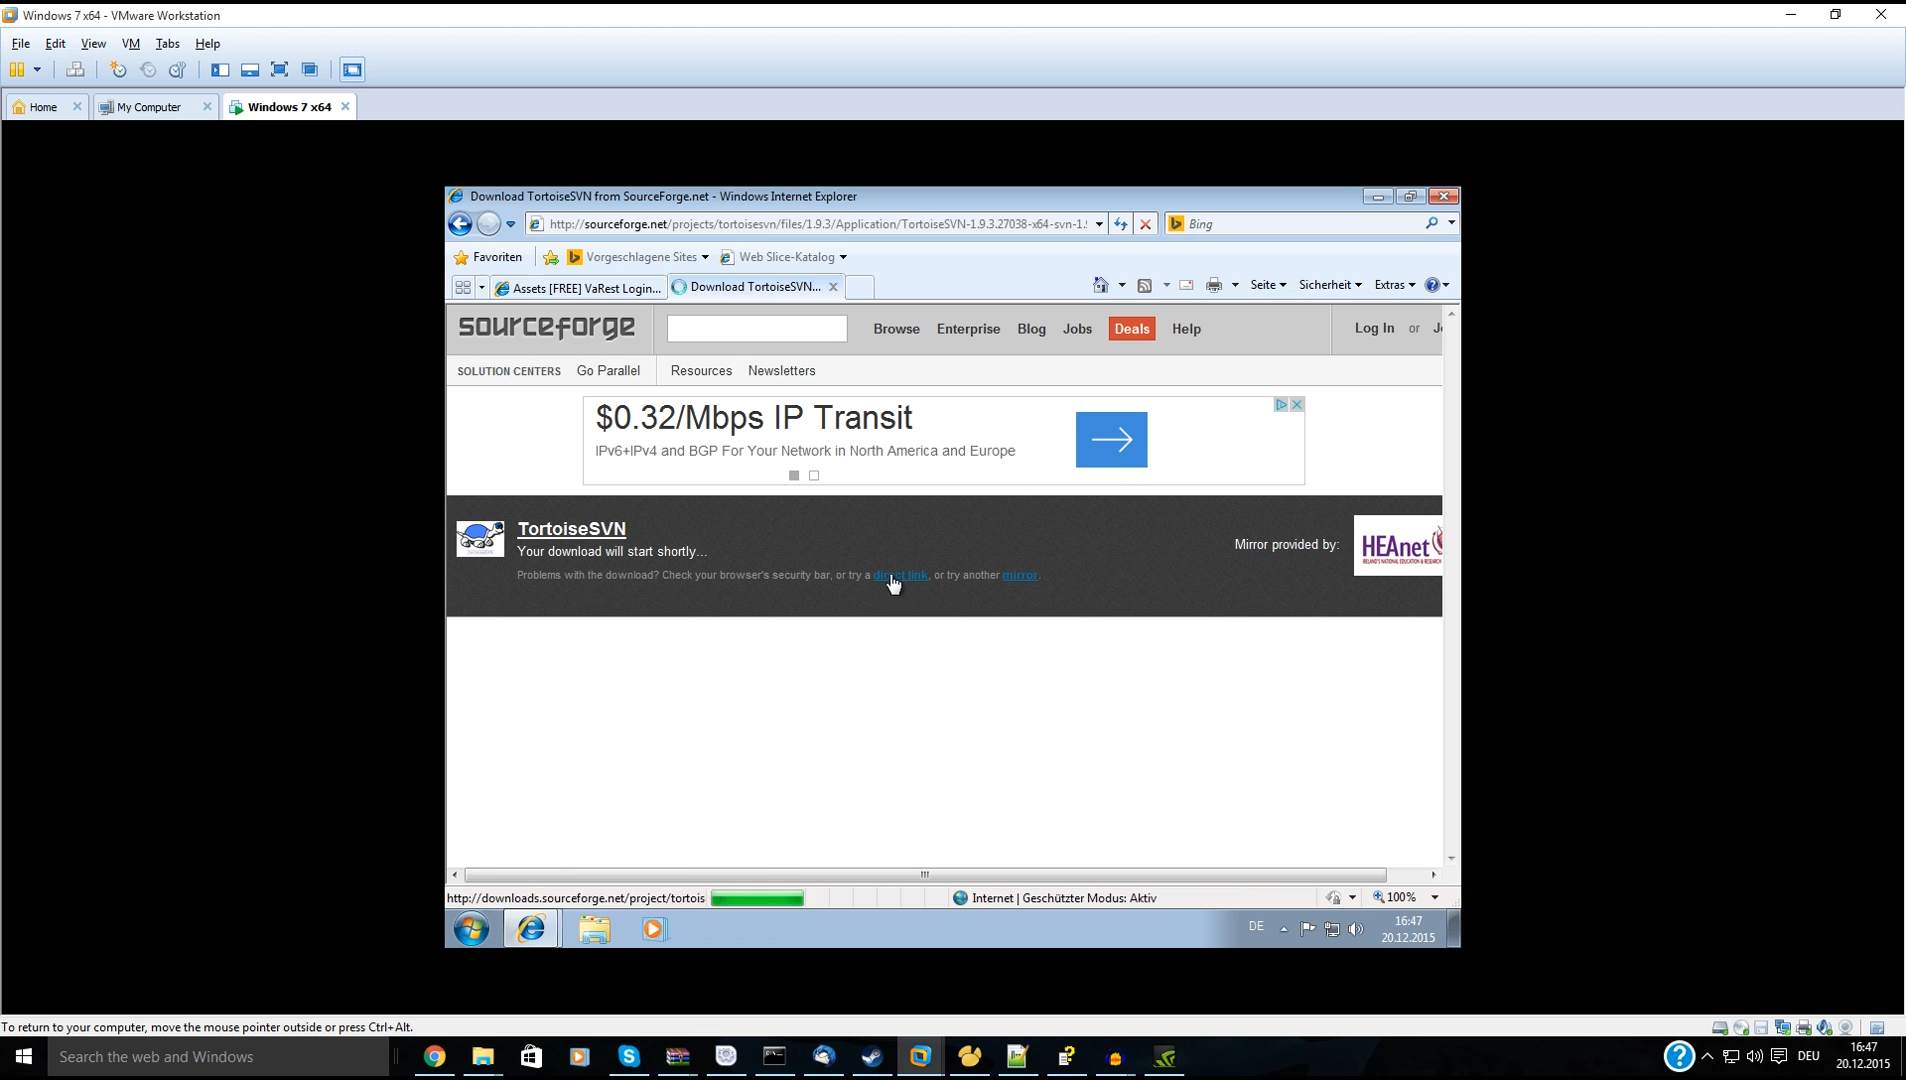 Windows 7 x64 - VMware Workstation
File Edit View VM Tabs Help
Home My Computer Windows 7 x64
Download TortoiseSVN from SourceForge.net - Windows Internet Explorer
http://sourceforge.net/projects/tortoisesvn/files/1.9.3/Application/TortoiseSVN-1.9.3.27038-x64-svn-1.! Bing
Favoriten Vorgeschlagene Sites Web Slice-Katalog
Assets [FREE] VaRest Login... Download TortoiseSVN... Seite Sicherheit Extras
sourceforge Browse Enterprise Blog Jobs Deals Help Log In or
SOLUTION CENTERS Go Parallel Resources Newsletters
$0.32/Mbps IP Transit
IPv6+IPv4 and BGP For Your Network in North America and Europe
TortoiseSVN
Your download will start shortly...
Mirror provided by: HEAnet
IRELAND'S NATIONAL EDUCATION & RESEARCH
Problems with the download? Check your browser's security bar, or try a direct link, or try another mirror.
http://downloads.sourceforge.net/project/tortois Internet | Geschützter Modus: Aktiv 100%
DE 16:47
20.12.2015
To return to your computer, move the mouse pointer outside or press Ctrl+Alt.
Search the web and Windows DEU 16:47
20.12.2015